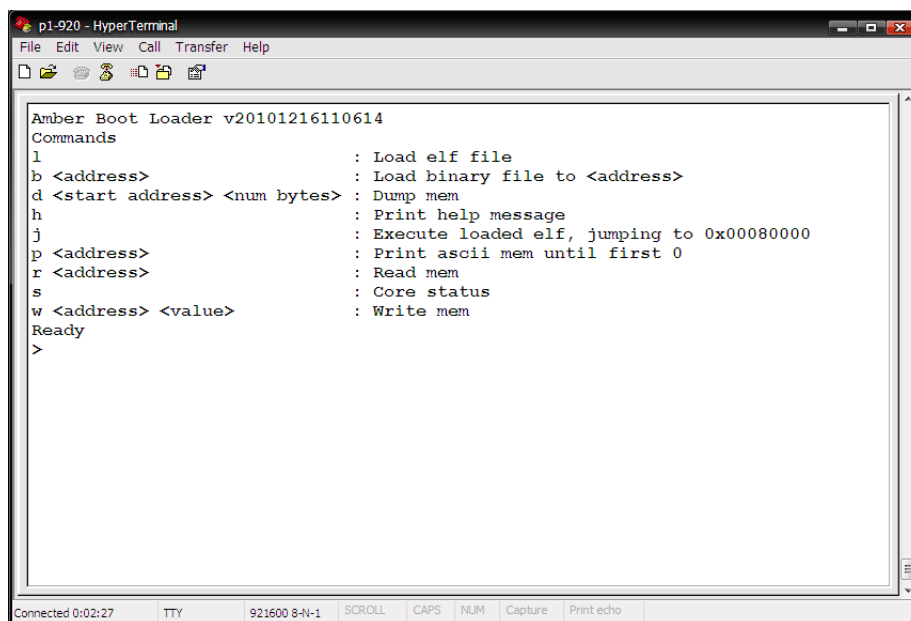 p1-920 - HyperTerminal
File Edit View Call Transfer Help
Amber Boot Loader v20101216110614
Commands
l : Load elf file
b <address> : Load binary file to <address>
d <start address> <num bytes> : Dump mem
h : Print help message
j : Execute loaded elf, jumping to 0x00080000
p <address> : Print ascii mem until first 0
r <address> : Read mem
s : Core status
w <address> <value> : Write mem
Ready
>
Connected 0:02:27 TTY 921600 8-N-1 SCROLL CAPS NUM Capture Print echo